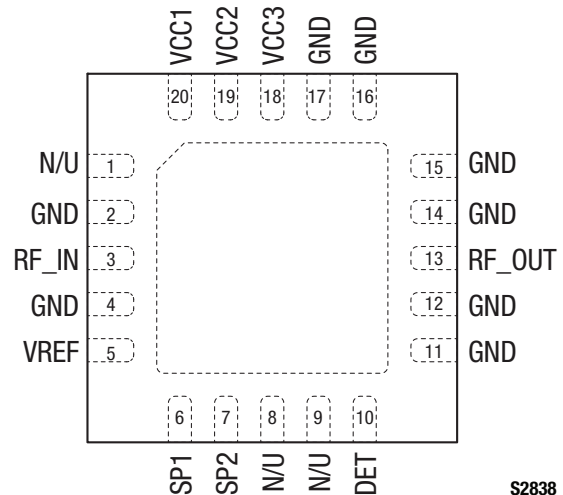 VCC1
VCC2
VCC3
GND
GND
20
19
18
17
16
N/U 1
15 GND
GND 2
14 GND
RF_IN 3
13 RF_OUT
GND 4
12 GND
VREF 5
11 GND
6
7
8
9
10
SP1
SP2
N/U
N/U
DET
S2838